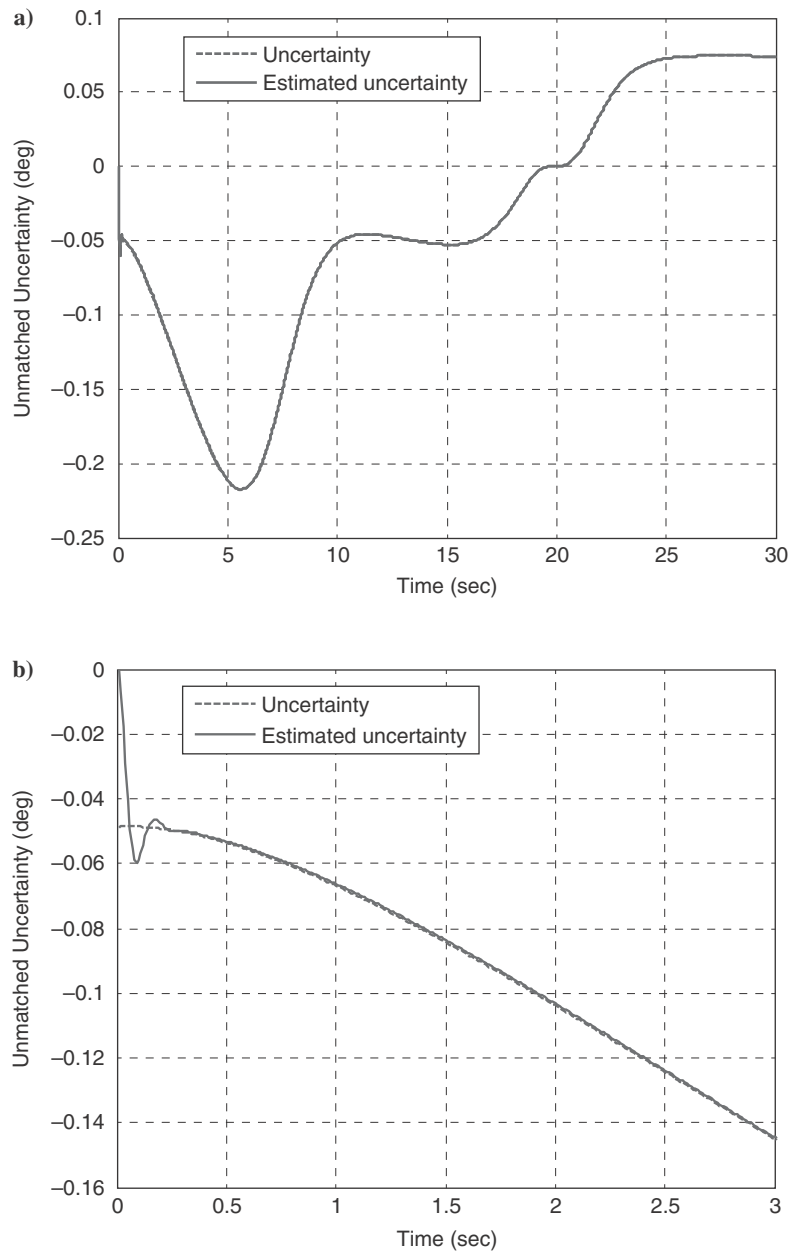 a)
0.1
0.05
0
−0.05
−0.1
−0.15
−0.2
−0.25
Unmatched Uncertainty (deg)
Uncertainty
Estimated uncertainty
0 5 10 15 20 25 30
Time (sec)
b)
0
−0.02
−0.04
−0.06
−0.08
−0.1
−0.12
−0.14
−0.16
Unmatched Uncertainty (deg)
Uncertainty
Estimated uncertainty
0 0.5 1 1.5 2 2.5 3
Time (sec)